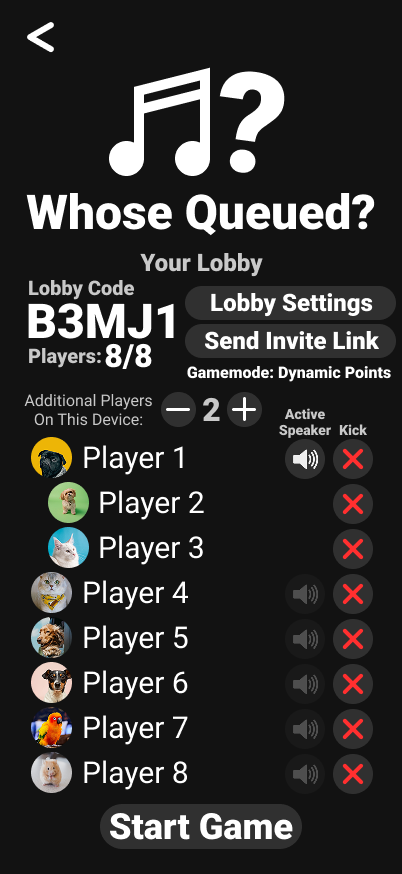 <
?
Whose Queued?
Your Lobby
Lobby Code
B3MJ1
Players: 8/8
Lobby Settings
Send Invite Link
Gamemode: Dynamic Points
Additional Players
On This Device:
− 2 +
Active
Speaker
Kick
Player 1
Player 2
Player 3
Player 4
Player 5
Player 6
Player 7
Player 8
Start Game